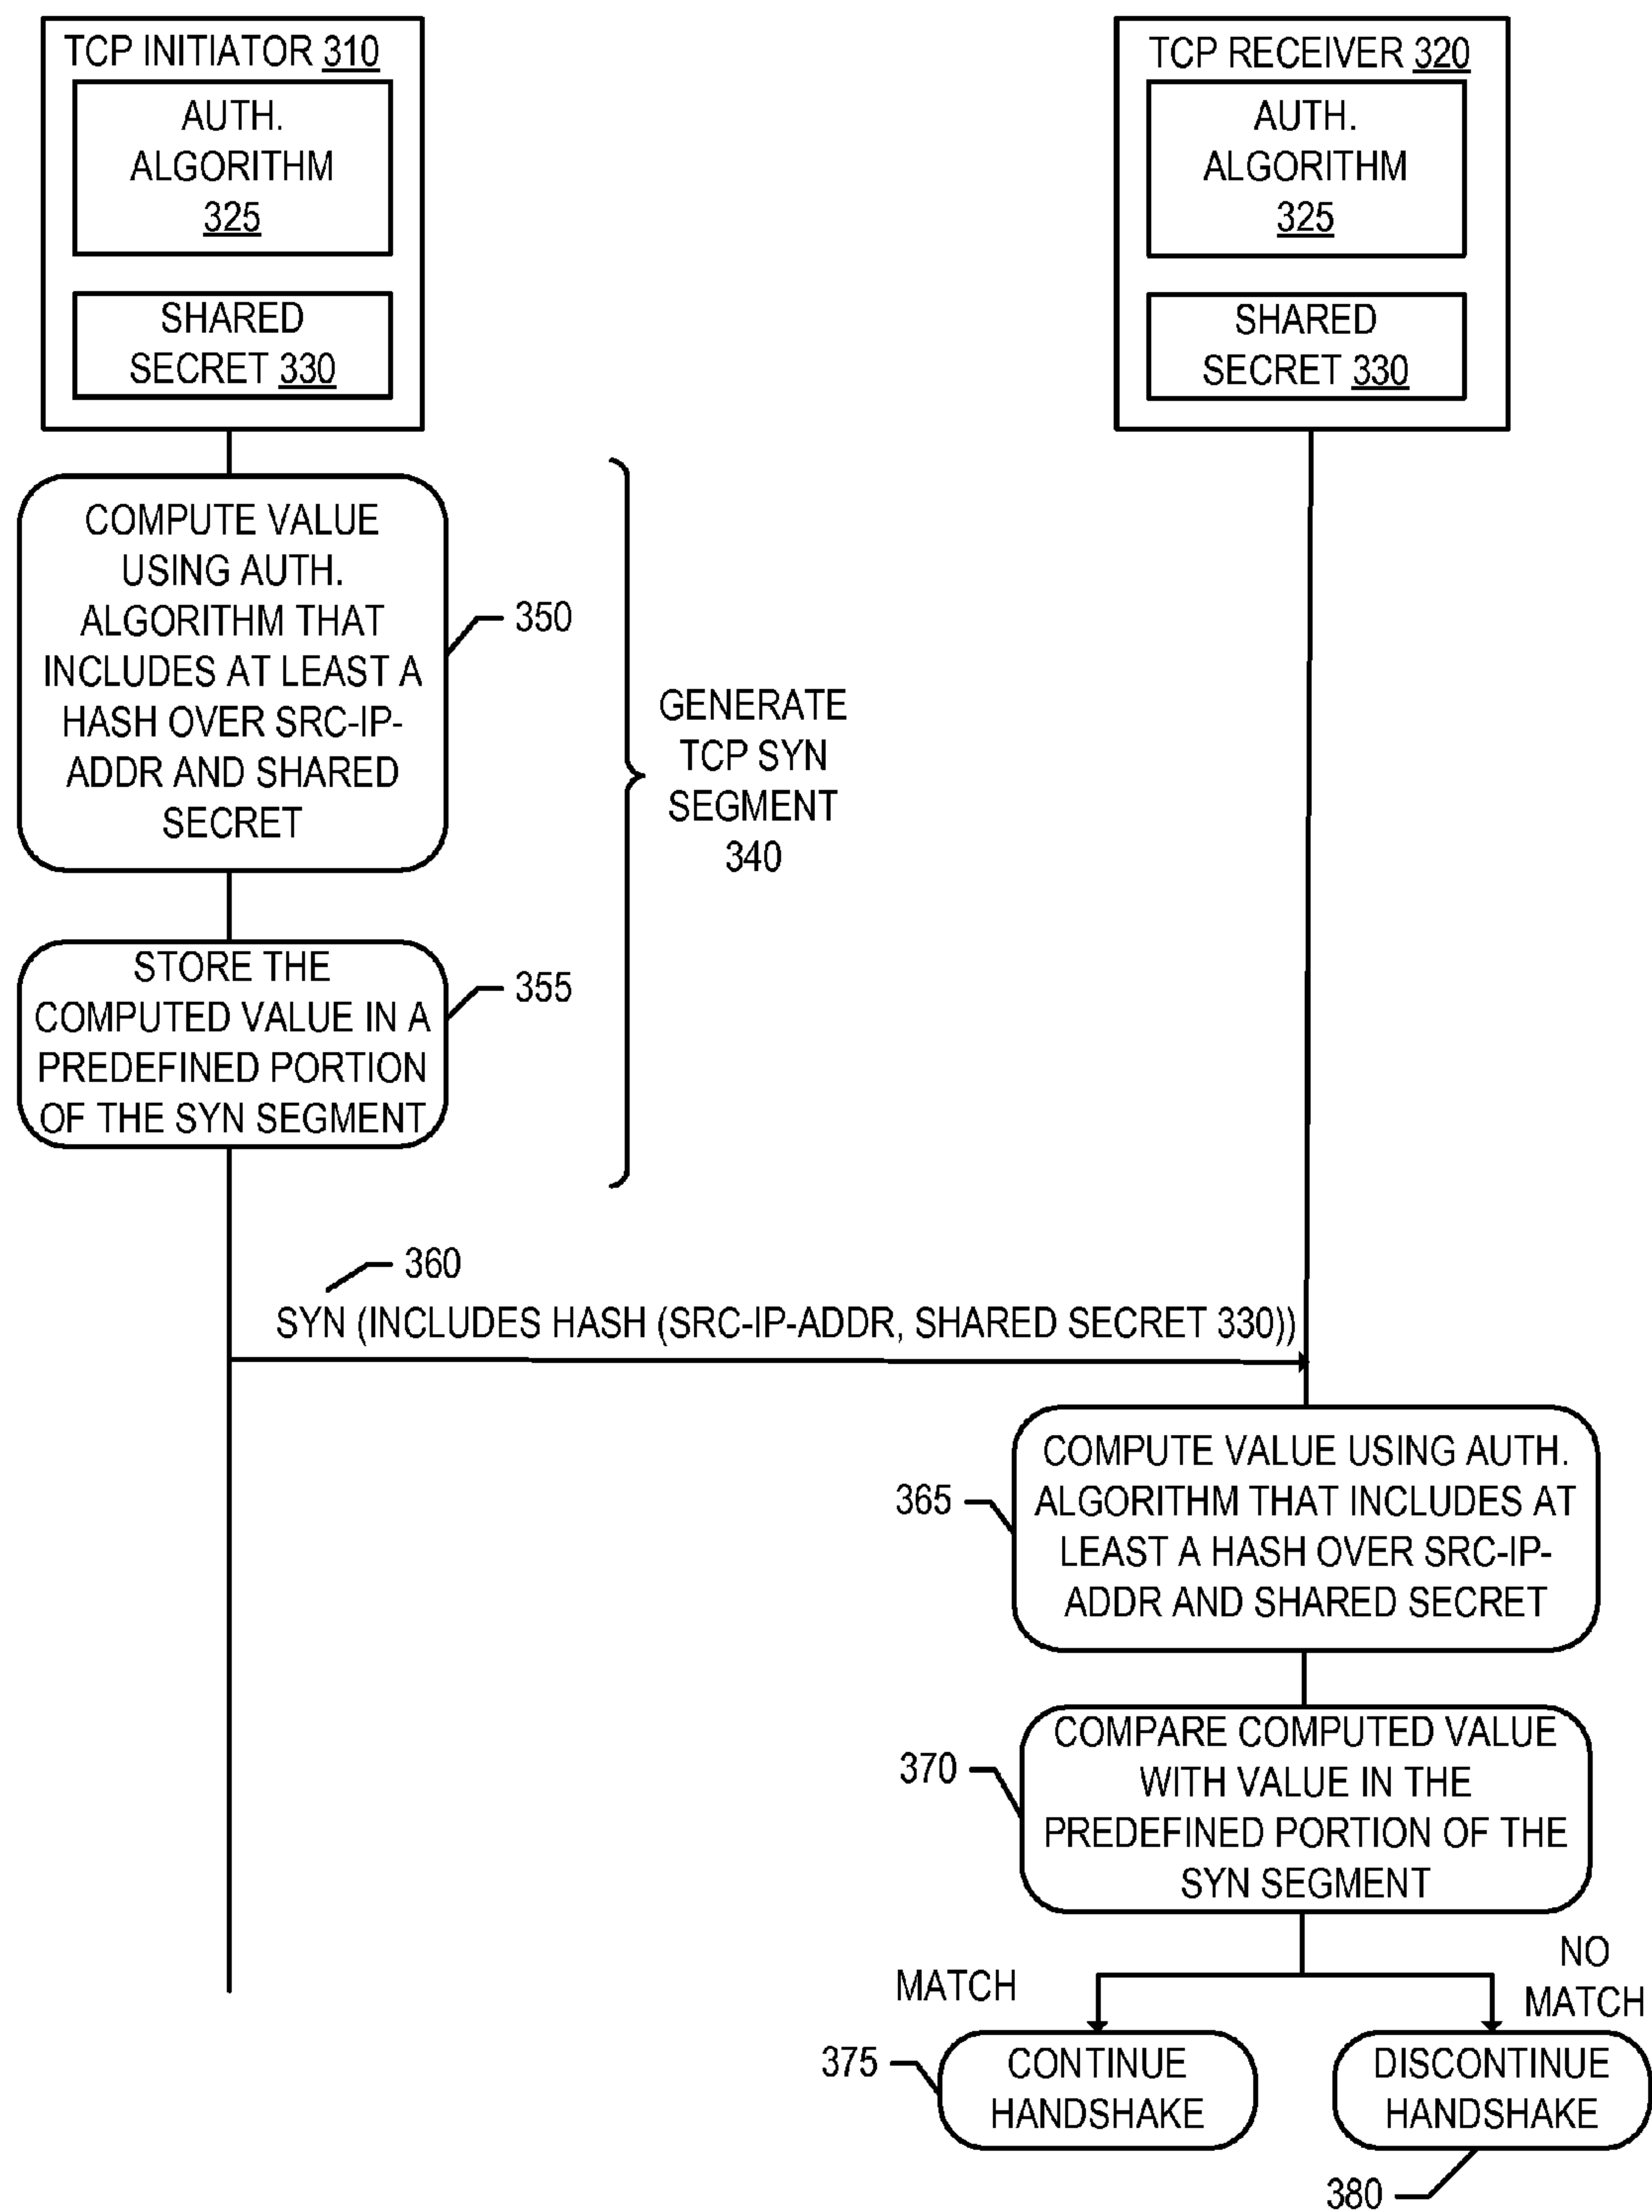 TCP INITIATOR 310
AUTH.
ALGORITHM
325
SHARED
SECRET 330
TCP RECEIVER 320
AUTH.
ALGORITHM
325
SHARED
SECRET 330
COMPUTE VALUE
USING AUTH.
ALGORITHM THAT
INCLUDES AT LEAST A
HASH OVER SRC-IP-
ADDR AND SHARED
SECRET
350
GENERATE
TCP SYN
SEGMENT
340
STORE THE
COMPUTED VALUE IN A
PREDEFINED PORTION
OF THE SYN SEGMENT
355
360
SYN (INCLUDES HASH (SRC-IP-ADDR, SHARED SECRET 330))
COMPUTE VALUE USING AUTH.
ALGORITHM THAT INCLUDES AT
LEAST A HASH OVER SRC-IP-
ADDR AND SHARED SECRET
365
COMPARE COMPUTED VALUE
WITH VALUE IN THE
PREDEFINED PORTION OF THE
SYN SEGMENT
370
MATCH
NO
MATCH
375
CONTINUE
HANDSHAKE
DISCONTINUE
HANDSHAKE
380